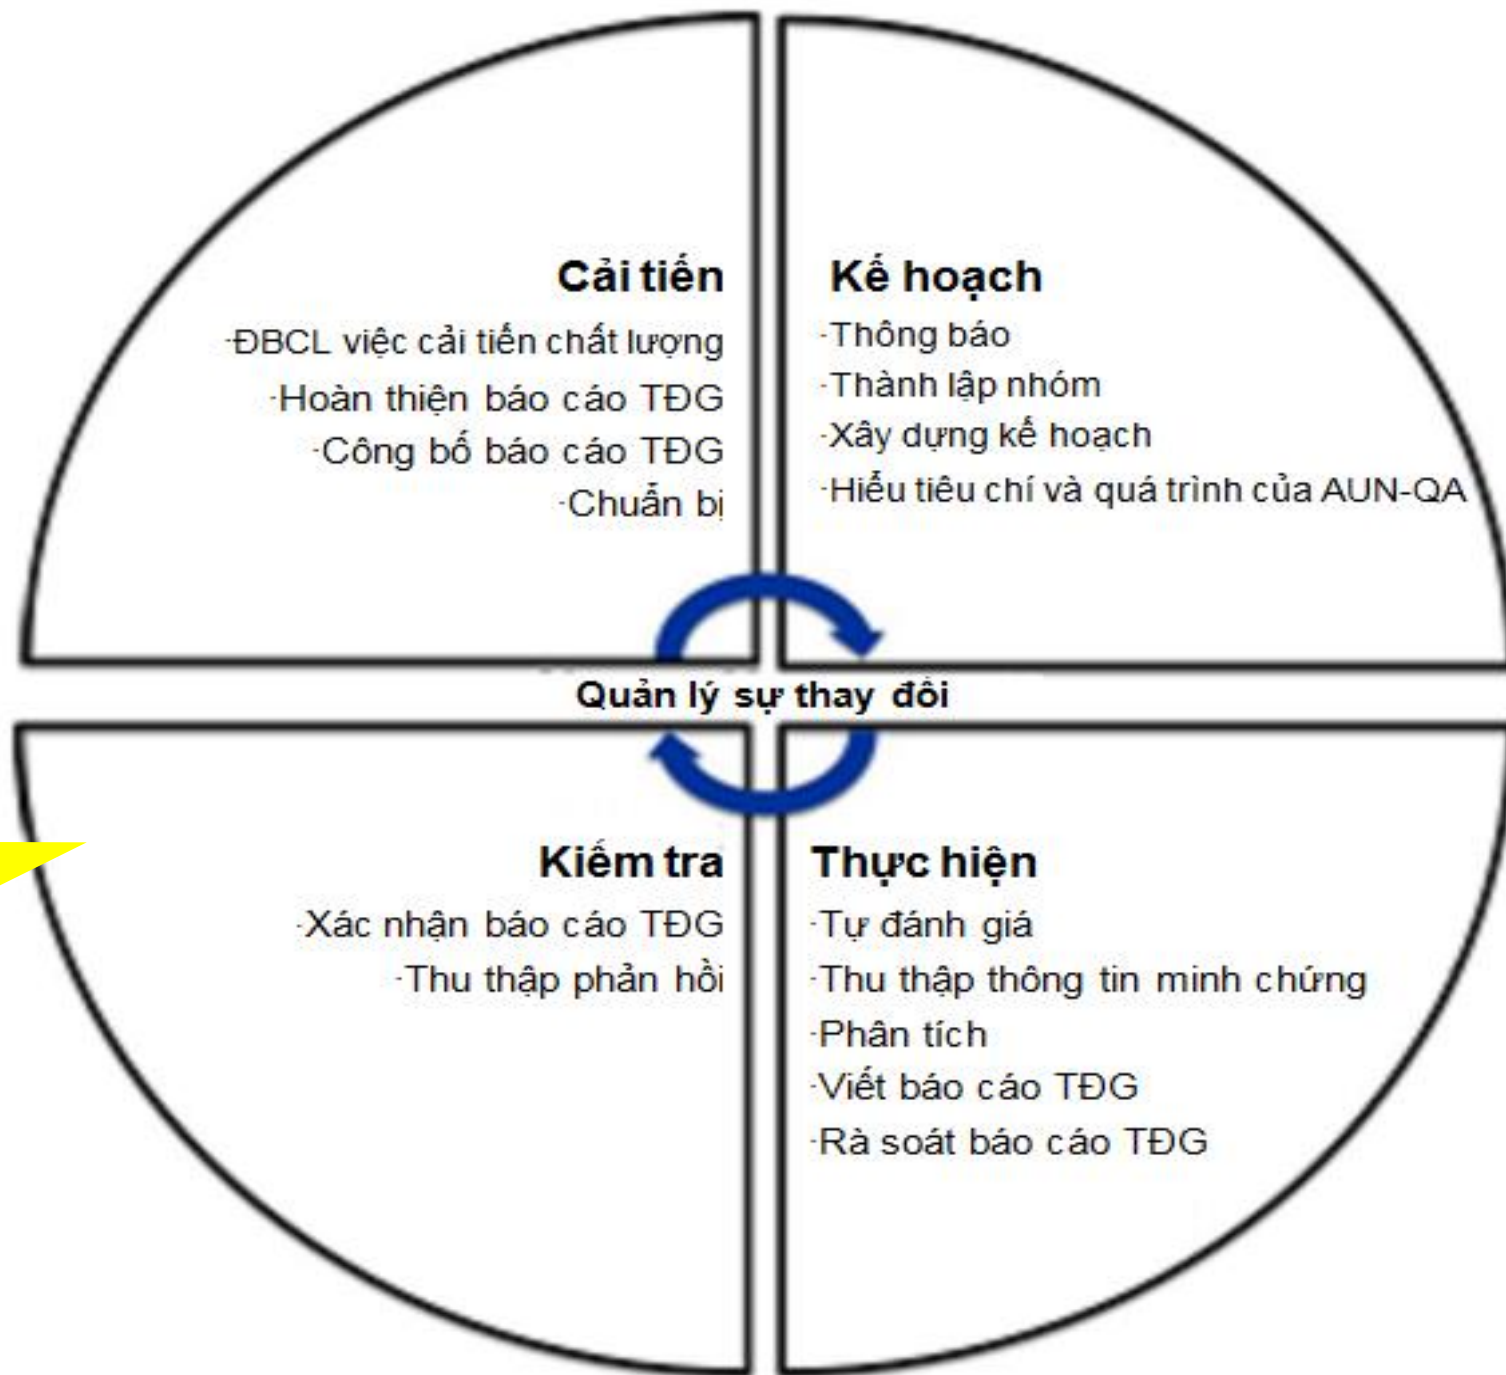 Cải tiến
-ĐBCL việc cải tiến chất lượng
-Hoàn thiện báo cáo TĐG
-Công bố báo cáo TĐG
-Chuẩn bị
Kế hoạch
-Thông báo
-Thành lập nhóm
-Xây dựng kế hoạch
-Hiểu tiêu chí và quá trình của AUN-QA
Quản lý sự thay đổi
Kiểm tra
-Xác nhận báo cáo TĐG
-Thu thập phản hồi
Thực hiện
-Tự đánh giá
-Thu thập thông tin minh chứng
-Phân tích
-Viết báo cáo TĐG
-Rà soát báo cáo TĐG